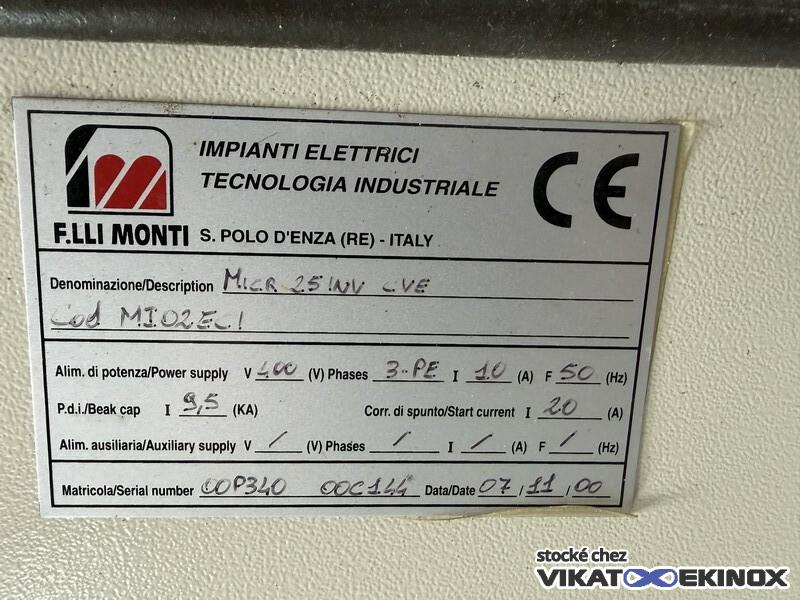 IMPIANTI ELETTRICI
TECNOLOGIA INDUSTRIALE
CE
F.LLI MONTI S. POLO D'ENZA (RE) - ITALY
Denominazione/Description MICR 25 INV CVE
Cod MI02EC1
Alim. di potenza/Power supply V 400 (V) Phases 3-PE I 10 (A) F 50 (Hz)
P.d.i./Beak cap I 9,5 (KA) Corr. di spunto/Start current I 20 (A)
Alim. ausiliaria/Auxiliary supply V / (V) Phases / I / (A) F / (Hz)
Matricola/Serial number 00P340 00C144 Data/Date 07 / 11 / 00
stocké chez
VIKAT EKINOX